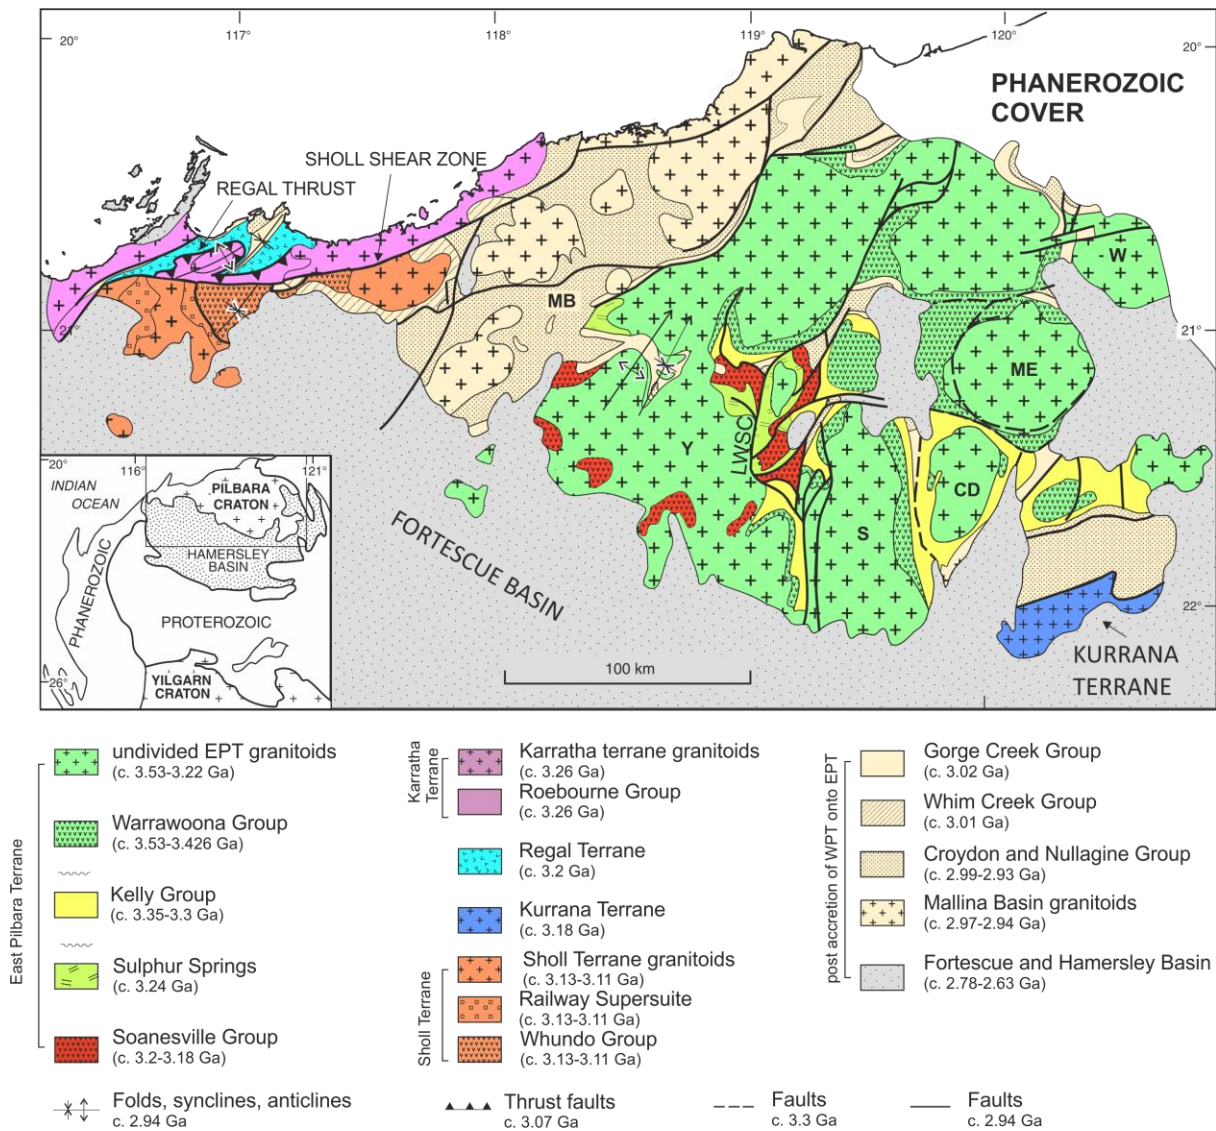 117°
118°
119°
120°
20°
20°
PHANEROZOIC
COVER
SHOLL SHEAR ZONE
REGAL THRUST
W
MB
21°
ME
LWSC
Y
CD
S
FORTESCUE BASIN
22°
100 km
KURRANA
TERRANE
20°
116°
121°
INDIAN
OCEAN
PILBARA
CRATON
HAMERSLEY
BASIN
PHANEROZOIC
PROTEROZOIC
YILGARN
CRATON
26°
East Pilbara Terrane
undivided EPT granitoids
(c. 3.53-3.22 Ga)
Warrawoona Group
(c. 3.53-3.426 Ga)
Kelly Group
(c. 3.35-3.3 Ga)
Sulphur Springs
(c. 3.24 Ga)
Soanesville Group
(c. 3.2-3.18 Ga)
Karratha
Terrane
Karratha terrane granitoids
(c. 3.26 Ga)
Roebourne Group
(c. 3.26 Ga)
Regal Terrane
(c. 3.2 Ga)
Kurrana Terrane
(c. 3.18 Ga)
Sholl Terrane
Sholl Terrane granitoids
(c. 3.13-3.11 Ga)
Railway Supersuite
(c. 3.13-3.11 Ga)
Whundo Group
(c. 3.13-3.11 Ga)
post accretion of WPT onto EPT
Gorge Creek Group
(c. 3.02 Ga)
Whim Creek Group
(c. 3.01 Ga)
Croydon and Nullagine Group
(c. 2.99-2.93 Ga)
Mallina Basin granitoids
(c. 2.97-2.94 Ga)
Fortescue and Hamersley Basin
(c. 2.78-2.63 Ga)
Folds, synclines, anticlines
c. 2.94 Ga
Thrust faults
c. 3.07 Ga
Faults
c. 3.3 Ga
Faults
c. 2.94 Ga